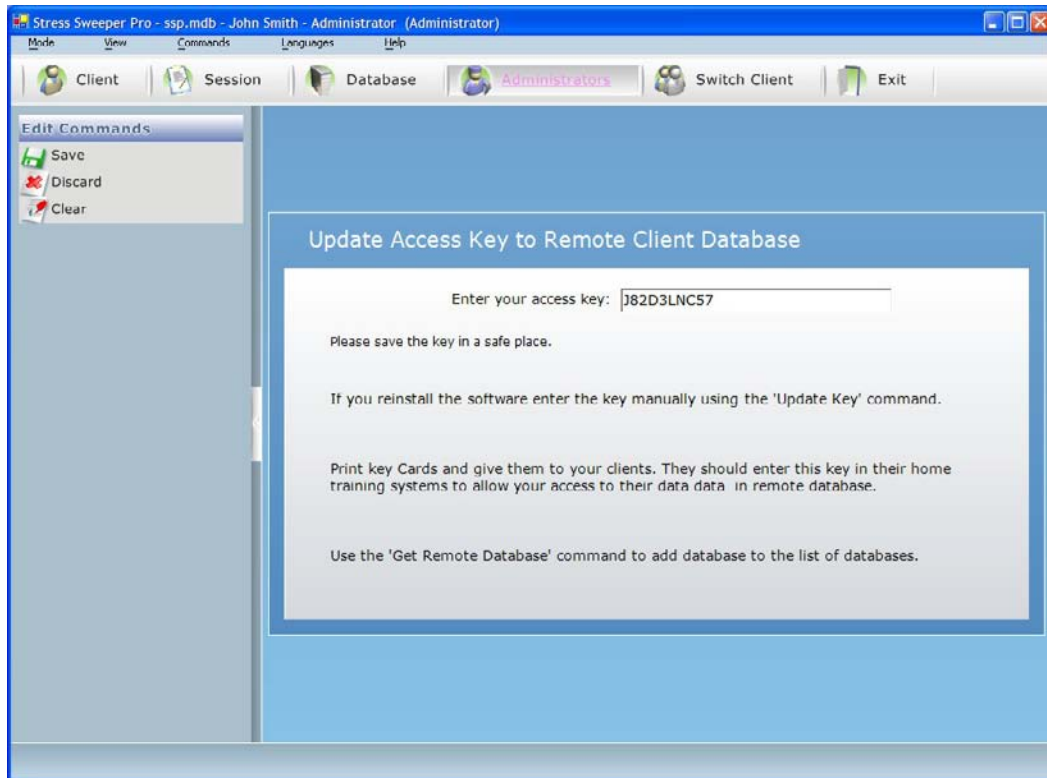 Stress Sweeper Pro - ssp.mdb - John Smith - Administrator (Administrator)
Mode View Commands Languages Help
Client Session Database Administrators Switch Client Exit
Edit Commands
Save
Discard
Clear
Update Access Key to Remote Client Database
Enter your access key: J82D3LNC57
Please save the key in a safe place.
If you reinstall the software enter the key manually using the 'Update Key' command.
Print key Cards and give them to your clients. They should enter this key in their home
training systems to allow your access to their data data in remote database.
Use the 'Get Remote Database' command to add database to the list of databases.